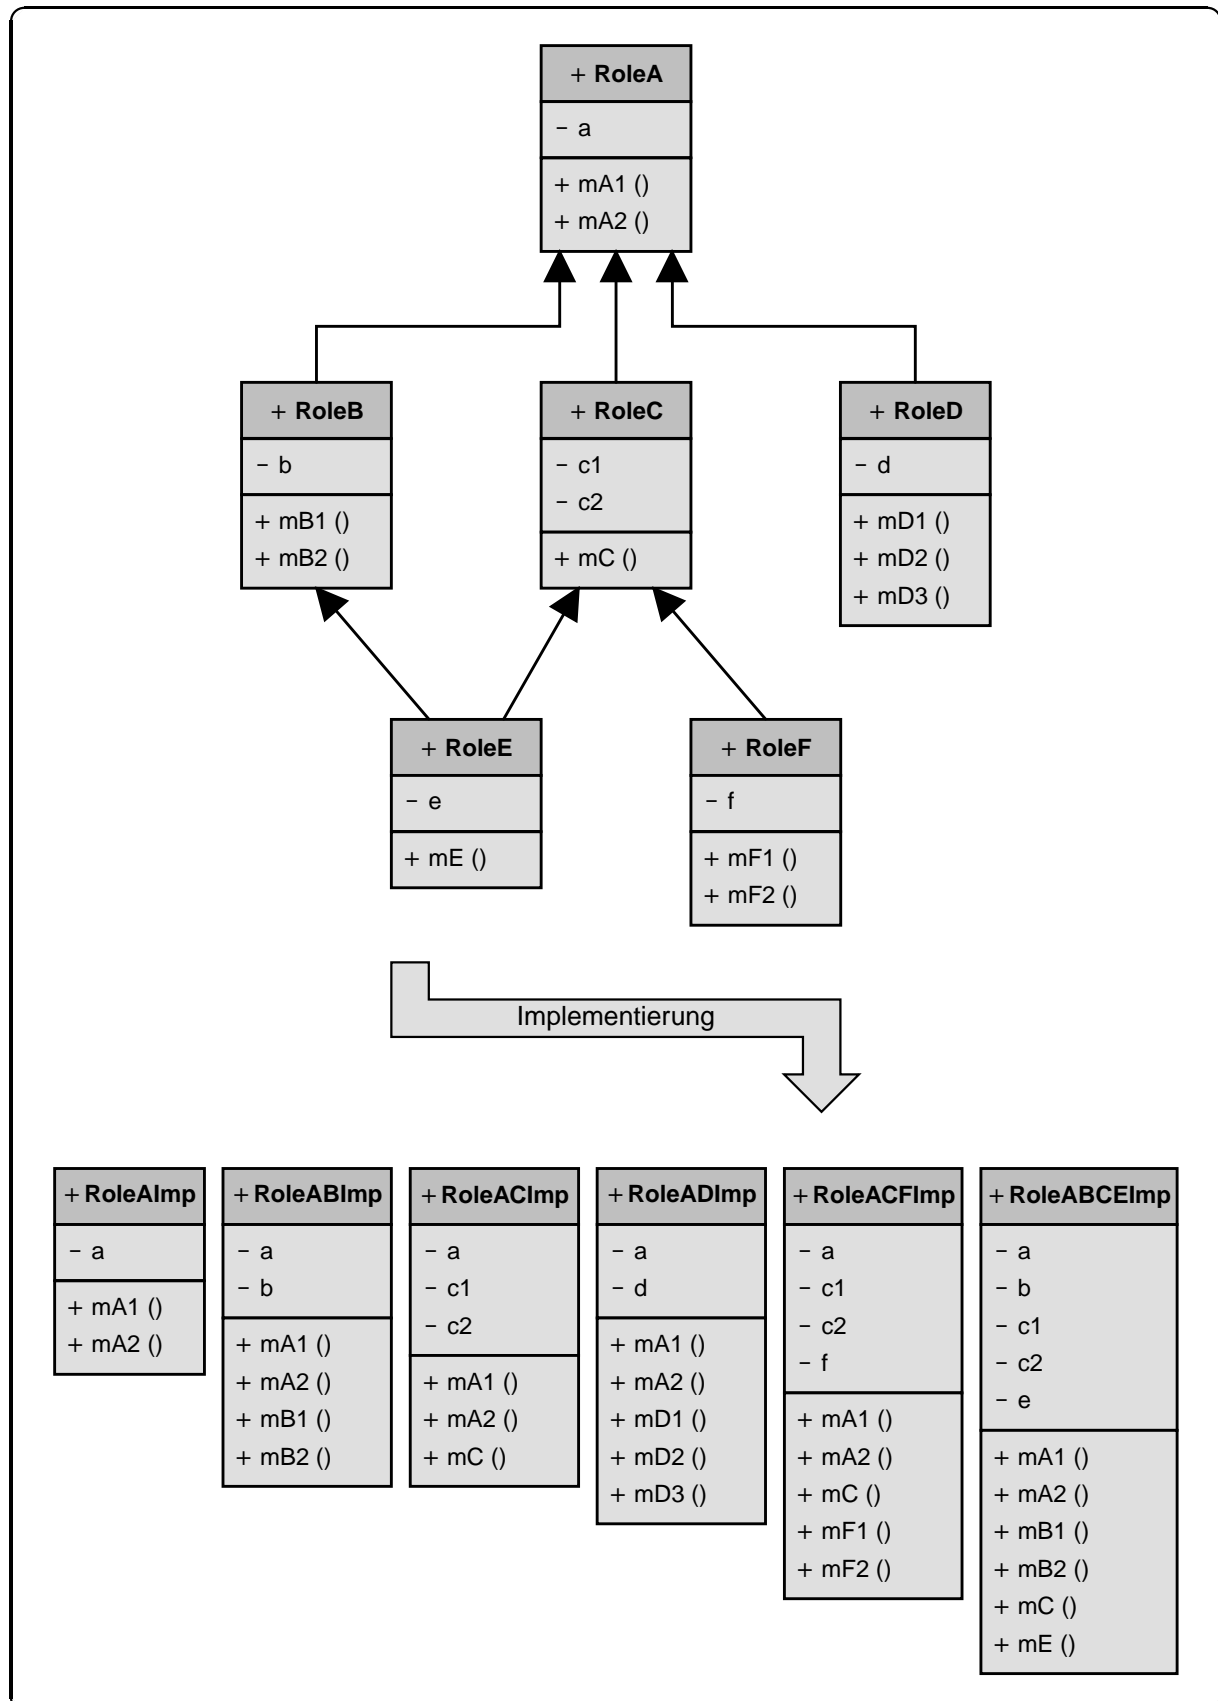 + RoleA
− a
+ mA1 ()
+ mA2 ()
+ RoleB
− b
+ mB1 ()
+ mB2 ()
+ RoleC
− c1
− c2
+ mC ()
+ RoleD
− d
+ mD1 ()
+ mD2 ()
+ mD3 ()
+ RoleE
− e
+ mE ()
+ RoleF
− f
+ mF1 ()
+ mF2 ()
Implementierung
+ RoleAImp
− a
+ mA1 ()
+ mA2 ()
+ RoleABImp
− a
− b
+ mA1 ()
+ mA2 ()
+ mB1 ()
+ mB2 ()
+ RoleACImp
− a
− c1
− c2
+ mA1 ()
+ mA2 ()
+ mC ()
+ RoleADImp
− a
− d
+ mA1 ()
+ mA2 ()
+ mD1 ()
+ mD2 ()
+ mD3 ()
+ RoleACFImp
− a
− c1
− c2
− f
+ mA1 ()
+ mA2 ()
+ mC ()
+ mF1 ()
+ mF2 ()
+ RoleABCEImp
− a
− b
− c1
− c2
− e
+ mA1 ()
+ mA2 ()
+ mB1 ()
+ mB2 ()
+ mC ()
+ mE ()